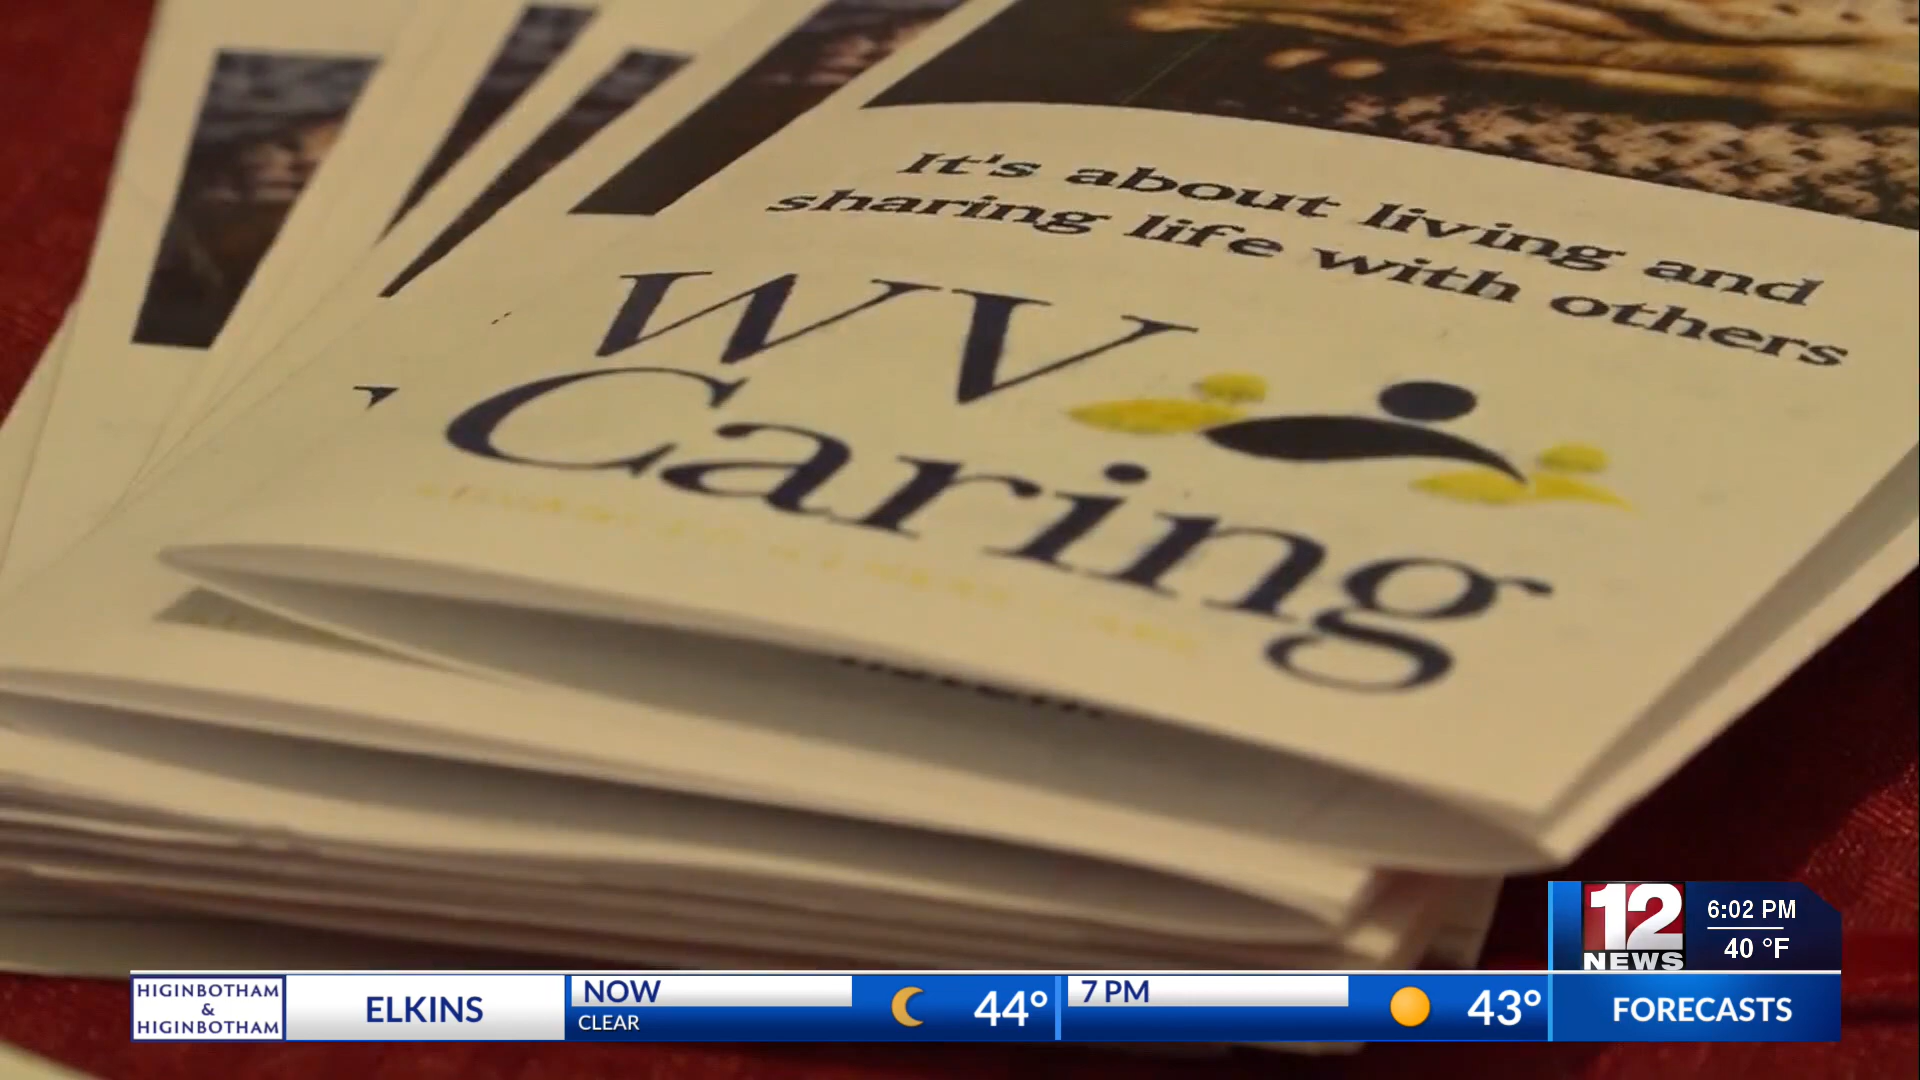 It's about living and
sharing life with others
WV
Caring
12
NEWS
6:02 PM
40 °F
HIGINBOTHAM
&
HIGINBOTHAM
ELKINS
NOW
CLEAR
44°
7 PM
43°
FORECASTS